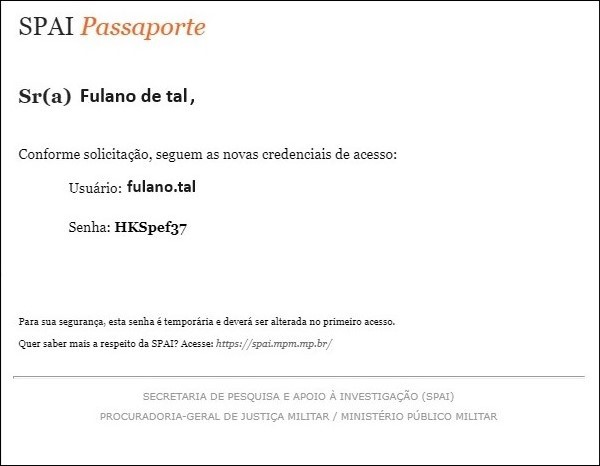 SPAI Passaporte
Sr(a) Fulano de tal,
Conforme solicitação, seguem as novas credenciais de acesso:
Usuário: fulano.tal
Senha: HKSpef37
Para sua segurança, esta senha é temporária e deverá ser alterada no primeiro acesso.
Quer saber mais a respeito da SPAI? Acesse: https://spai.mpm.mp.br/
SECRETARIA DE PESQUISA E APOIO À INVESTIGAÇÃO (SPAI)
PROCURADORIA-GERAL DE JUSTIÇA MILITAR / MINISTÉRIO PÚBLICO MILITAR